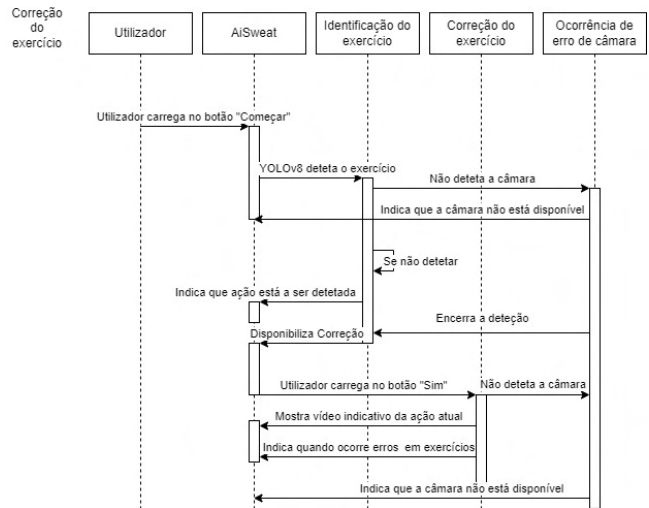 Correção
do
exercício
Utilizador
AiSweat
Identificação do
exercício
Correção do
exercício
Ocorrência de
erro de câmara
Utilizador carrega no botão "Começar"
YOLOv8 deteta o exercício
Não deteta a câmara
Indica que a câmara não está disponível
Se não detetar
Indica que ação está a ser detetada
Encerra a deteção
Disponibiliza Correção
Utilizador carrega no botão "Sim"
Não deteta a câmara
Mostra vídeo indicativo da ação atual
Indica quando ocorre erros em exercícios
Indica que a câmara não está disponível